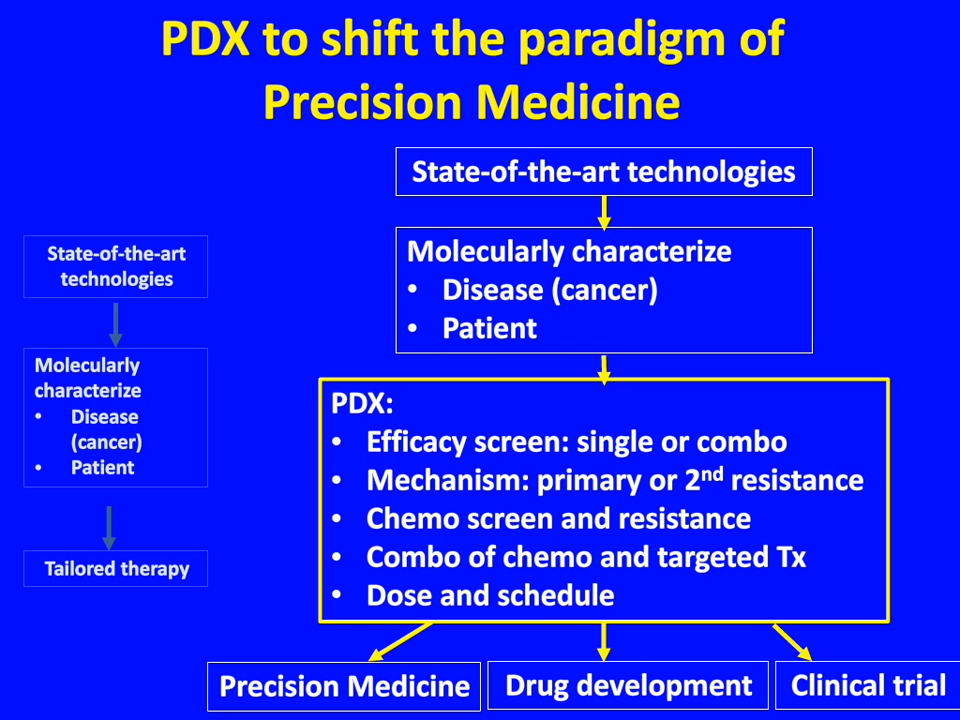 PDX to shift the paradigm of
Precision Medicine
State-of-the-art
technologies
Molecularly
characterize
• Disease
(cancer)
• Patient
Tailored therapy
State-of-the-art technologies
Molecularly characterize
• Disease (cancer)
• Patient
PDX:
• Efficacy screen: single or combo
• Mechanism: primary or 2nd resistance
• Chemo screen and resistance
• Combo of chemo and targeted Tx
• Dose and schedule
Precision Medicine
Drug development
Clinical trial